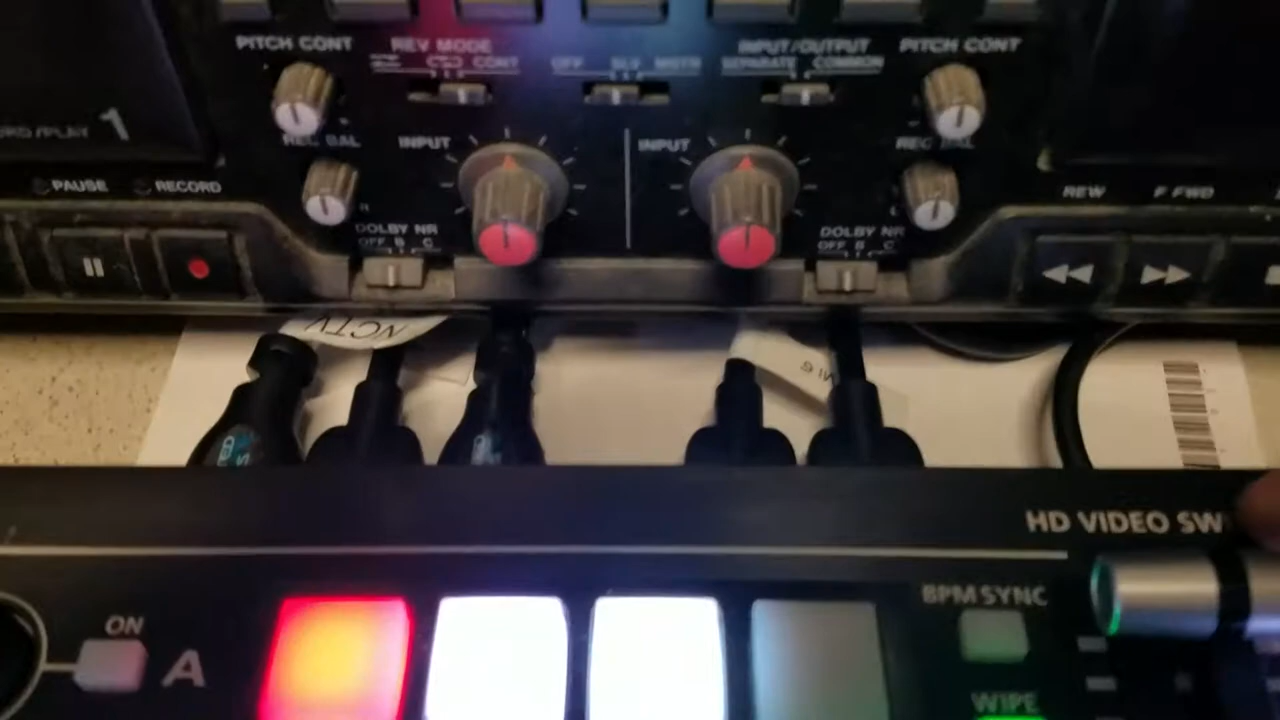 PITCH CONT
REV MODE
CONT
OFF
INPUT/OUTPUT
SEPARATE COMMON
PITCH CONT
1
REC BAL
INPUT
INPUT
REC BAL
PAUSE
RECORD
DOLBY NR
OFF B C
DOLBY NR
OFF B C
REW
F FWD
NCTV
HD VIDEO SW
ON
A
BPM SYNC
WIPE